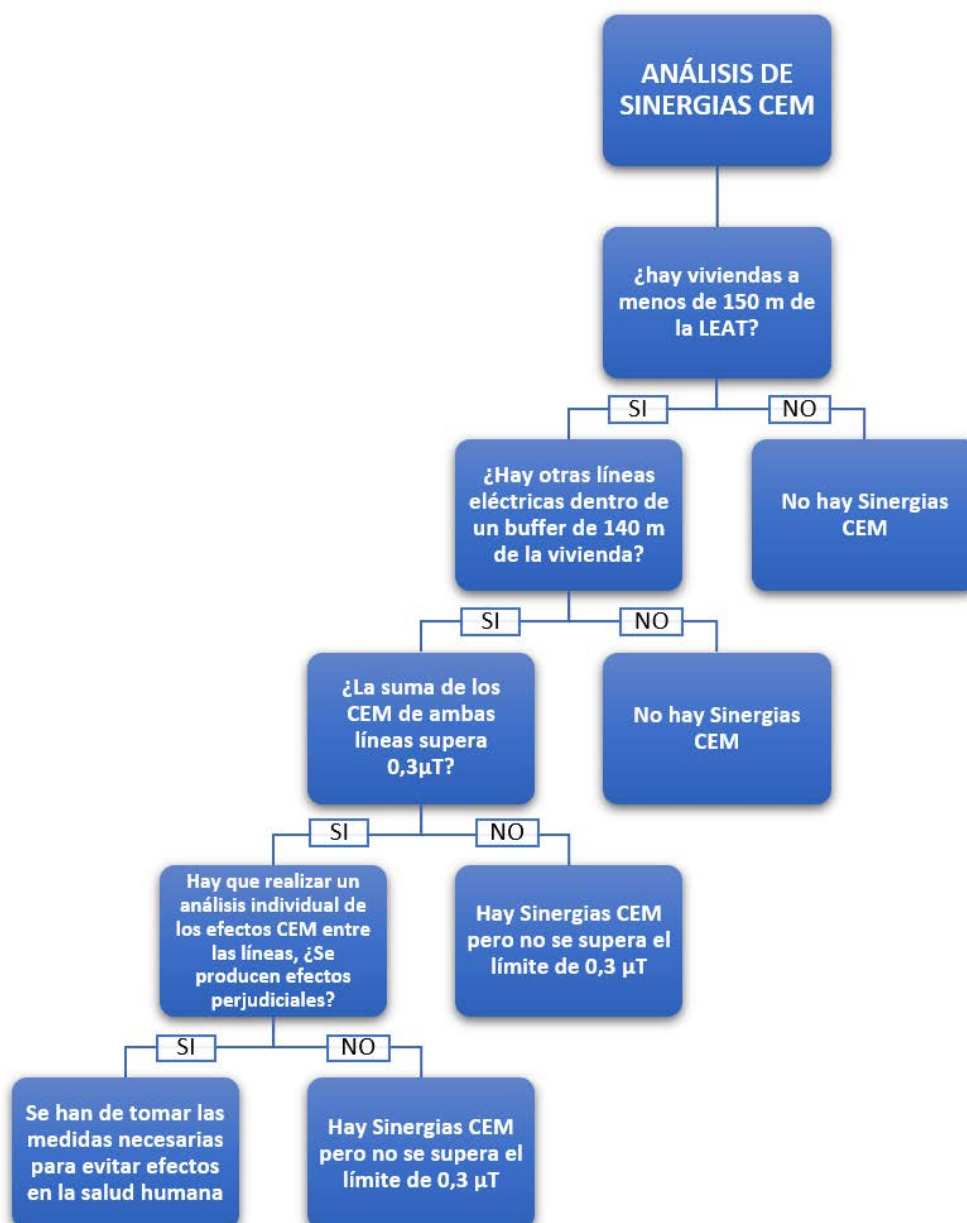 ANÁLISIS DE
SINERGIAS CEM
¿hay viviendas a
menos de 150 m de
la LEAT?
SI
NO
¿Hay otras líneas
eléctricas dentro de
un buffer de 140 m
de la vivienda?
No hay Sinergias
CEM
SI
NO
¿La suma de los
CEM de ambas
líneas supera
0,3µT?
No hay Sinergias
CEM
SI
NO
Hay que realizar un
análisis individual de
los efectos CEM entre
las líneas, ¿Se
producen efectos
perjudiciales?
Hay Sinergias CEM
pero no se supera el
límite de 0,3 µT
SI
NO
Se han de tomar las
medidas necesarias
para evitar efectos
en la salud humana
Hay Sinergias CEM
pero no se supera el
límite de 0,3 µT